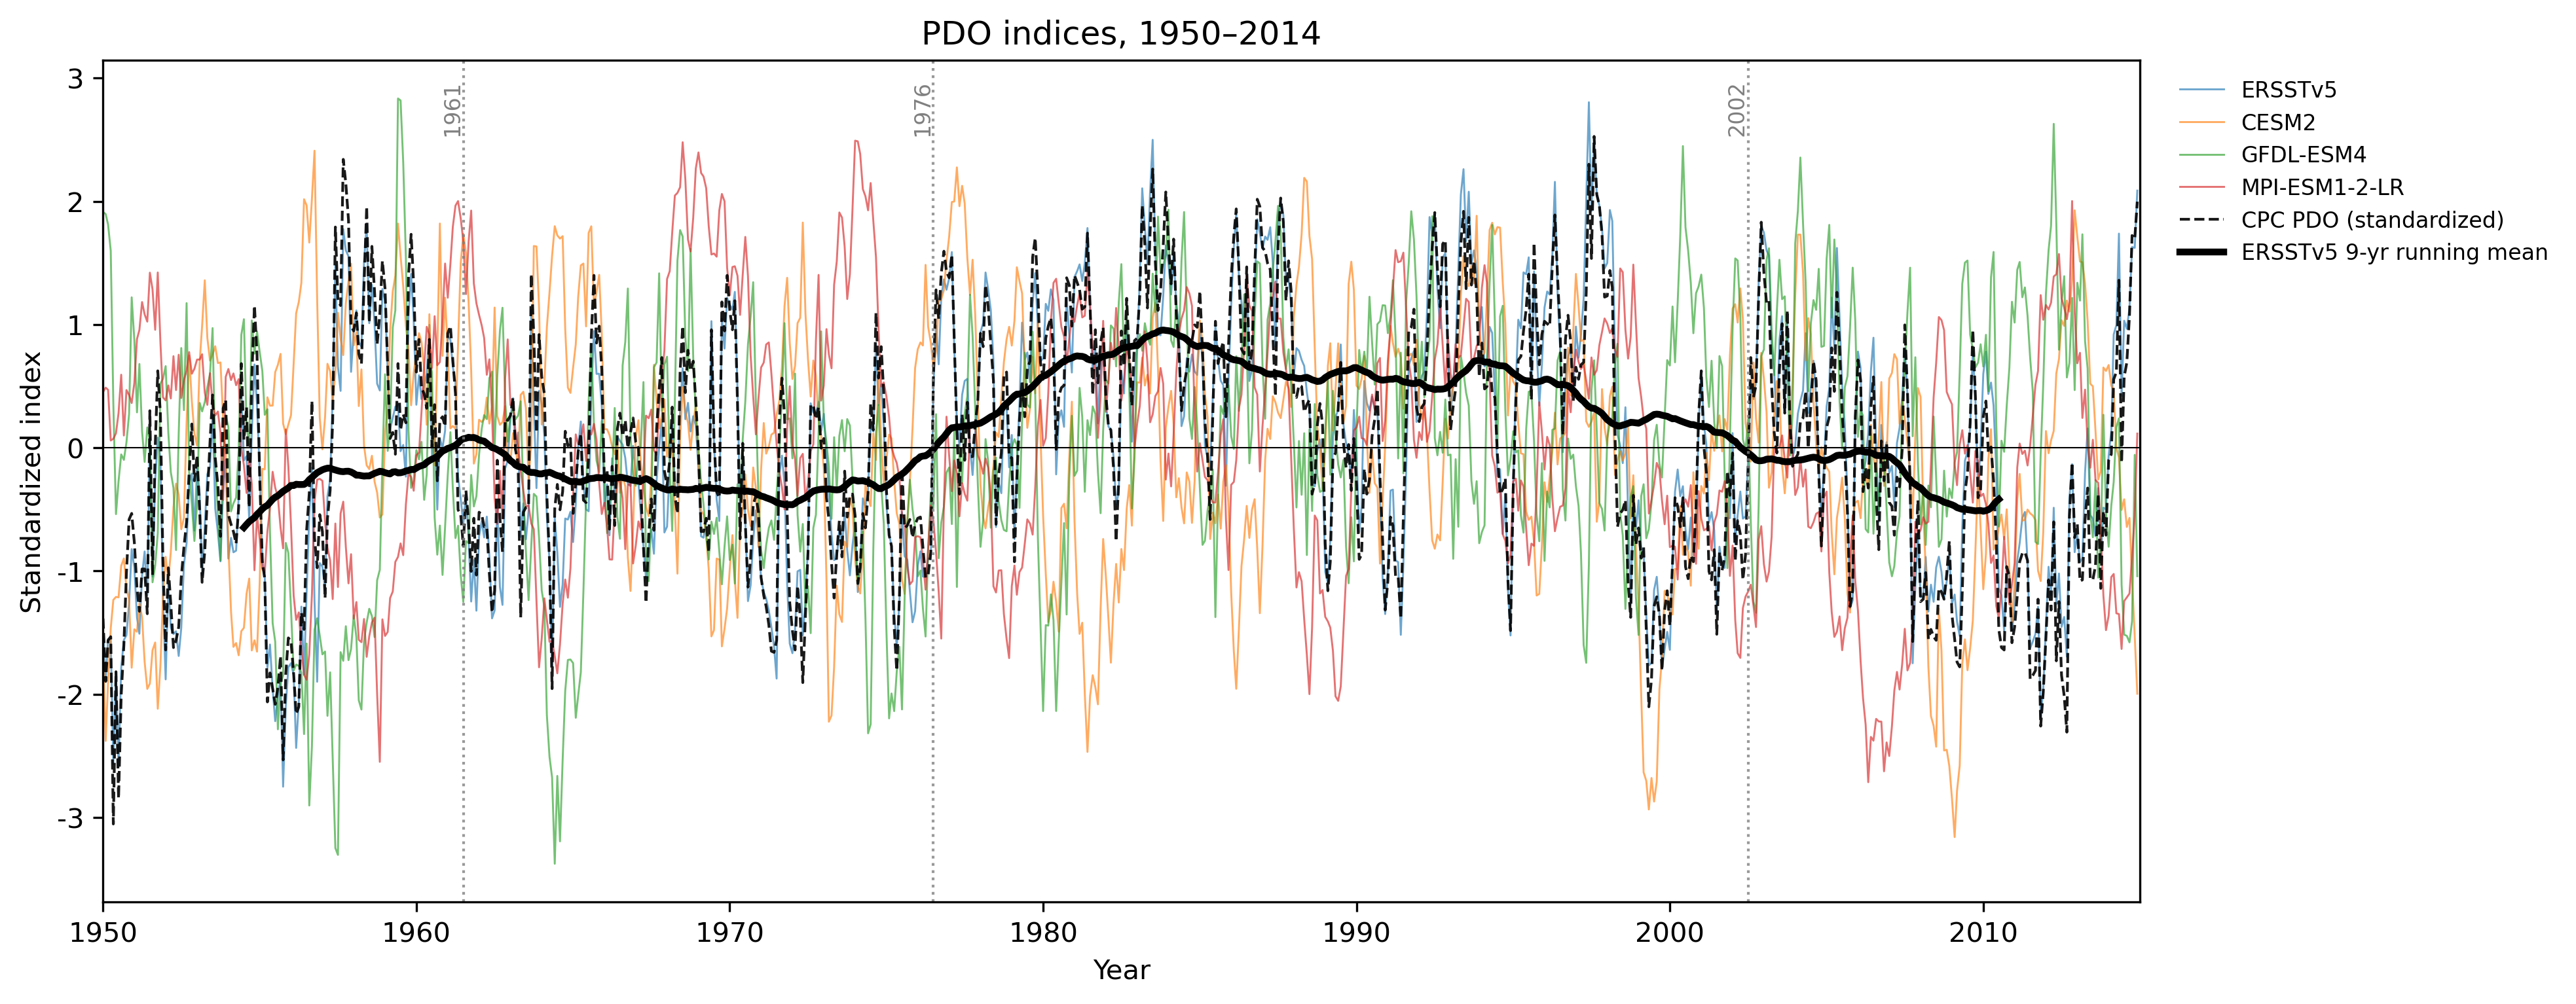 PDO indices, 1950–2014
Standardized index
3
2
1
0
-1
-2
-3
1961
1976
2002
1950
1960
1970
1980
1990
2000
2010
Year
ERSSTv5
CESM2
GFDL-ESM4
MPI-ESM1-2-LR
CPC PDO (standardized)
ERSSTv5 9-yr running mean